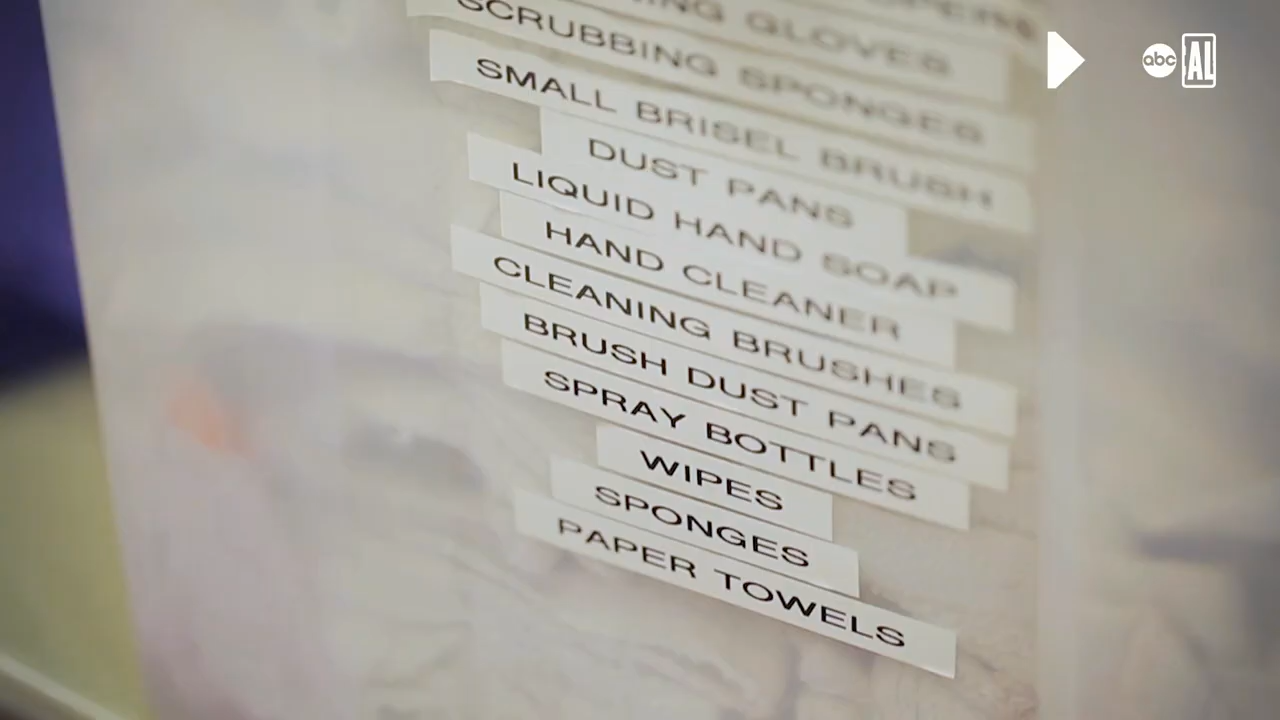 GLOVES
SCRUBBING SPONGES
SMALL BRISEL BRUSH
DUST PANS
LIQUID HAND SOAP
HAND CLEANER
CLEANING BRUSHES
BRUSH DUST PANS
SPRAY BOTTLES
WIPES
SPONGES
PAPER TOWELS
abc AL